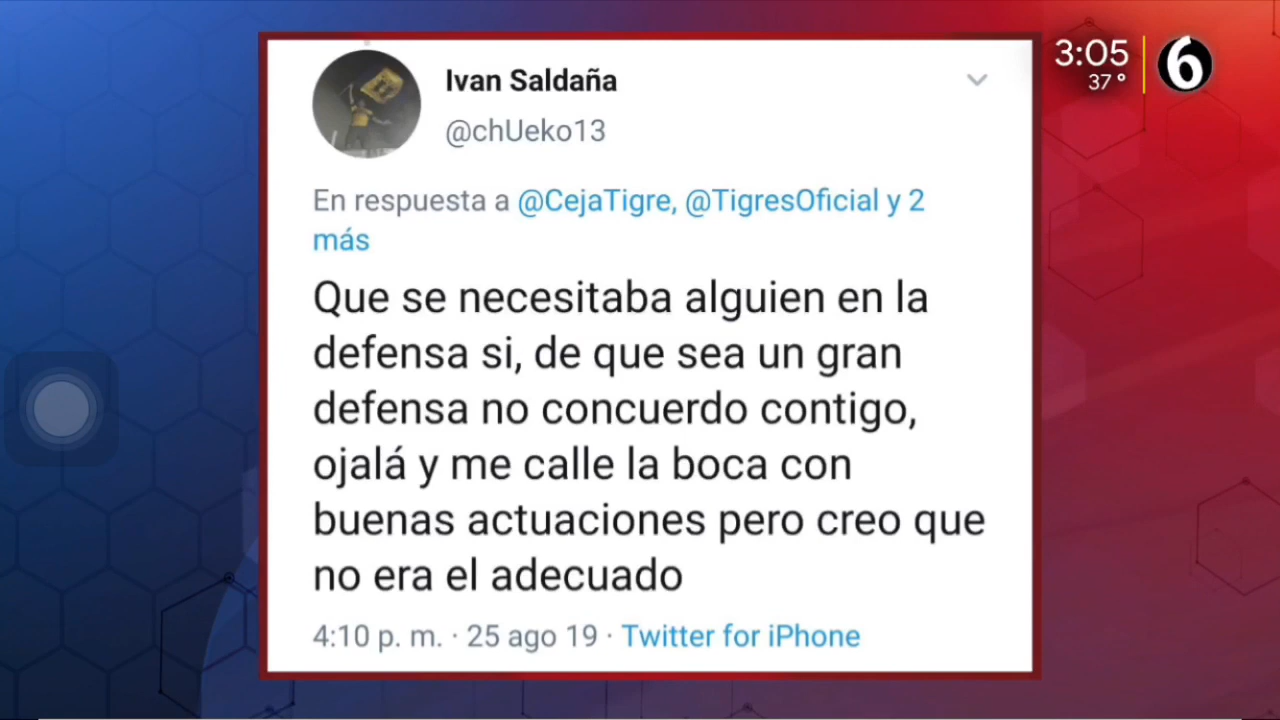 3:05
37°
6
Ivan Saldaña
@chUeko13
En respuesta a @CejaTigre, @TigresOficial y 2
más
Que se necesitaba alguien en la
defensa si, de que sea un gran
defensa no concuerdo contigo,
ojalá y me calle la boca con
buenas actuaciones pero creo que
no era el adecuado
4:10 p. m. · 25 ago 19 · Twitter for iPhone